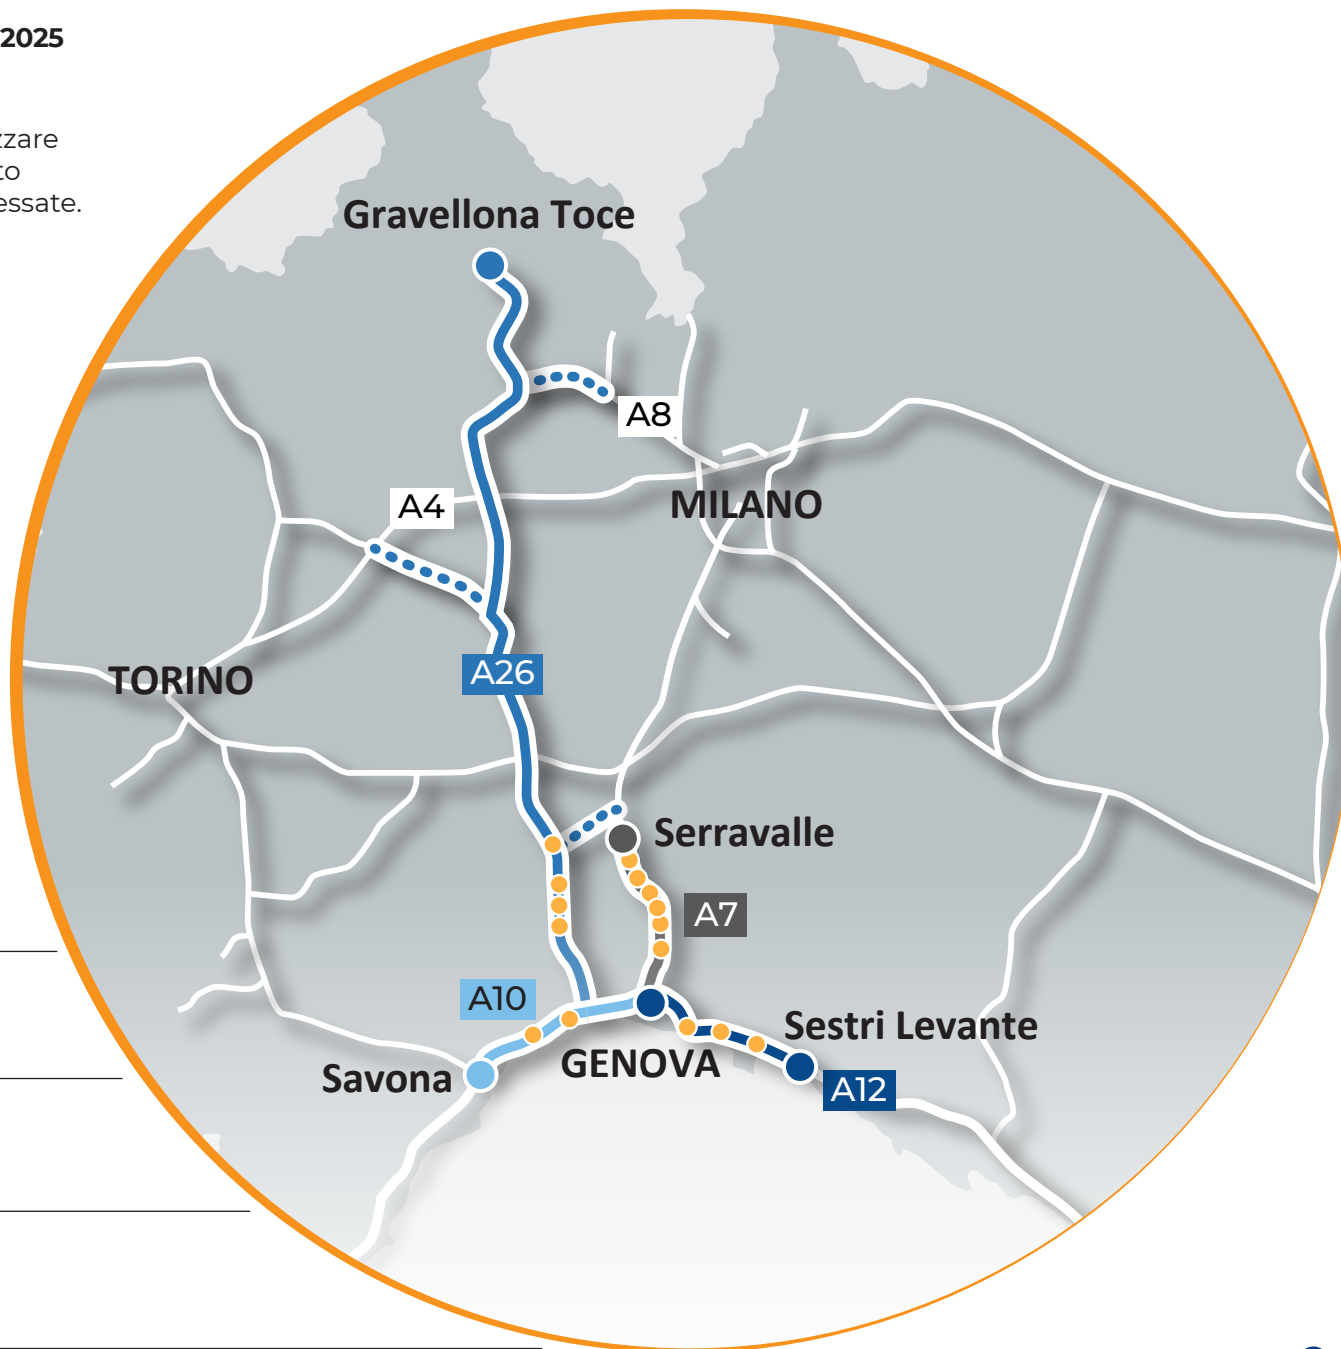 2025
zzare
to
essate.
Gravellona Toce
A8
A4
MILANO
TORINO
A26
Serravalle
A7
A10
Sestri Levante
GENOVA
Savona
A12